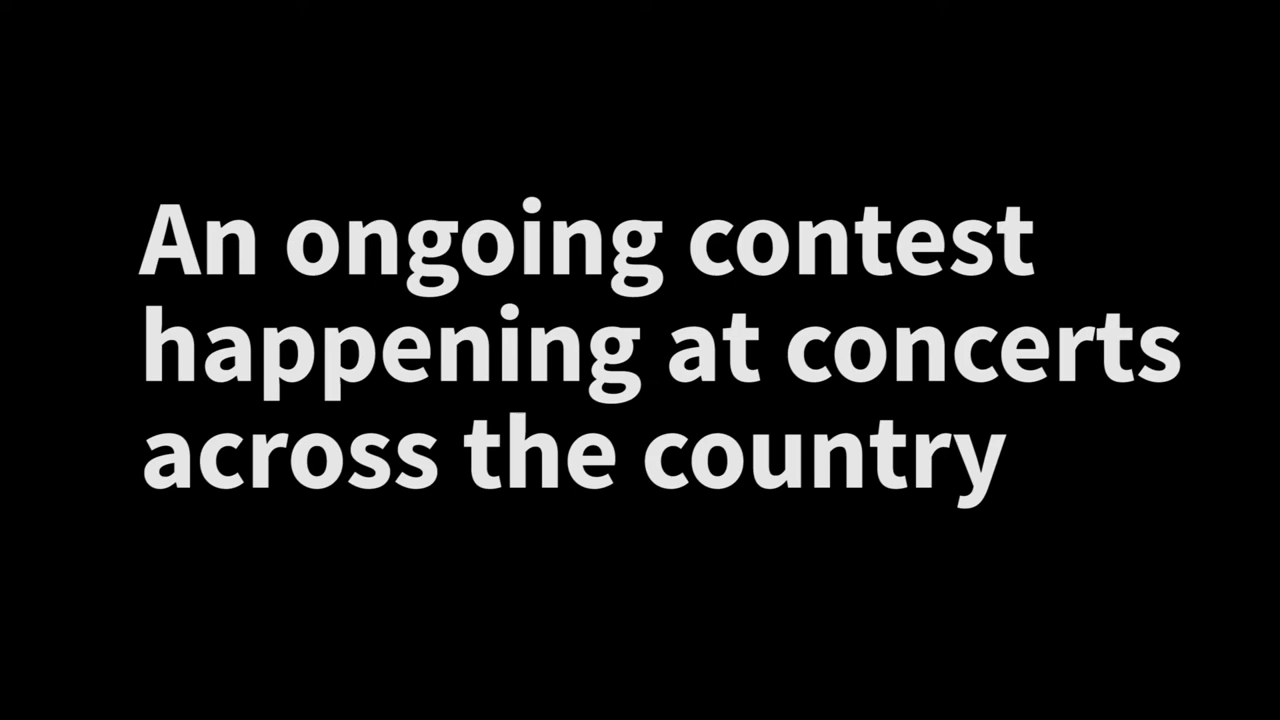 An ongoing contest
happening at concerts
across the country